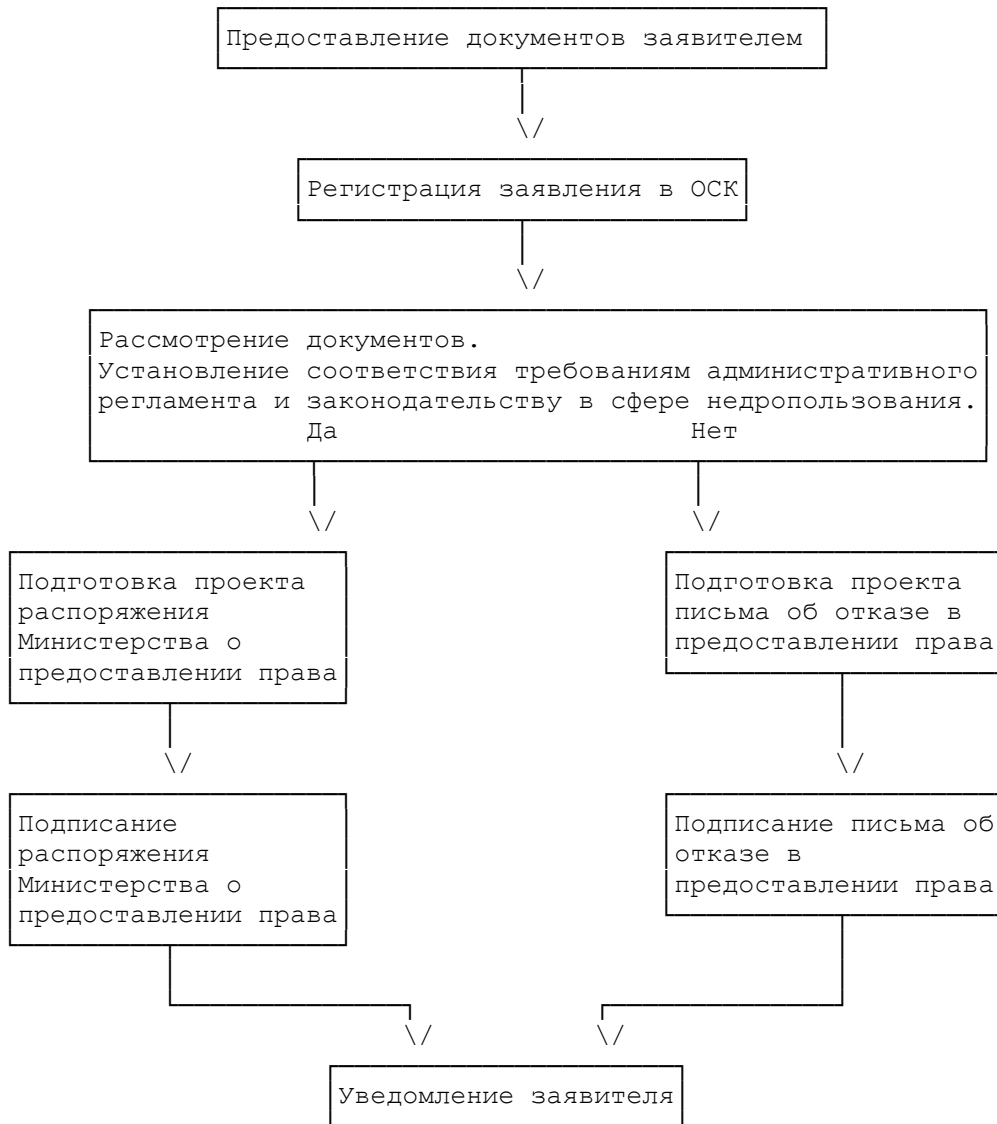 Предоставление документов заявителем
Регистрация заявления в ОСК
Рассмотрение документов.
Установление соответствия требованиям административного
регламента и законодательству в сфере недропользования.
Да Нет
Подготовка проекта
распоряжения
Министерства о
предоставлении права
Подготовка проекта
письма об отказе в
предоставлении права
Подписание
распоряжения
Министерства о
предоставлении права
Подписание письма об
отказе в
предоставлении права
Уведомление заявителя